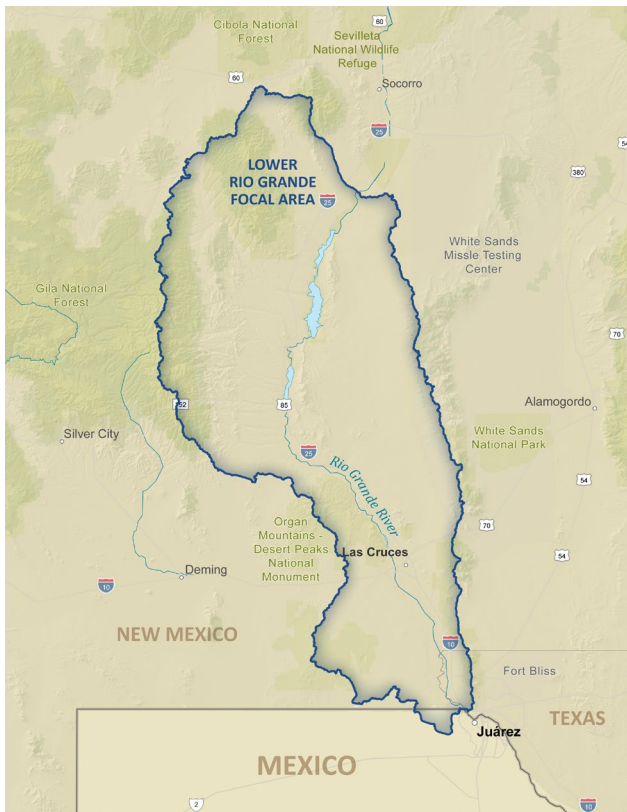 Cibola National
Forest
60
Sevilleta
National Wildlife
Refuge
60
Socorro
25
54
LOWER
RIO GRANDE
FOCAL AREA
25
380
White Sands
Missle Testing
Center
Gila National
Forest
70
152
85
Alamogordo
Silver City
White Sands
National Park
25
Rio Grande River
54
70
Organ
Mountains -
Desert Peaks
National
Monument
Las Cruces
54
Deming
10
NEW MEXICO
10
Fort Bliss
TEXAS
Juárez
MEXICO
2
10